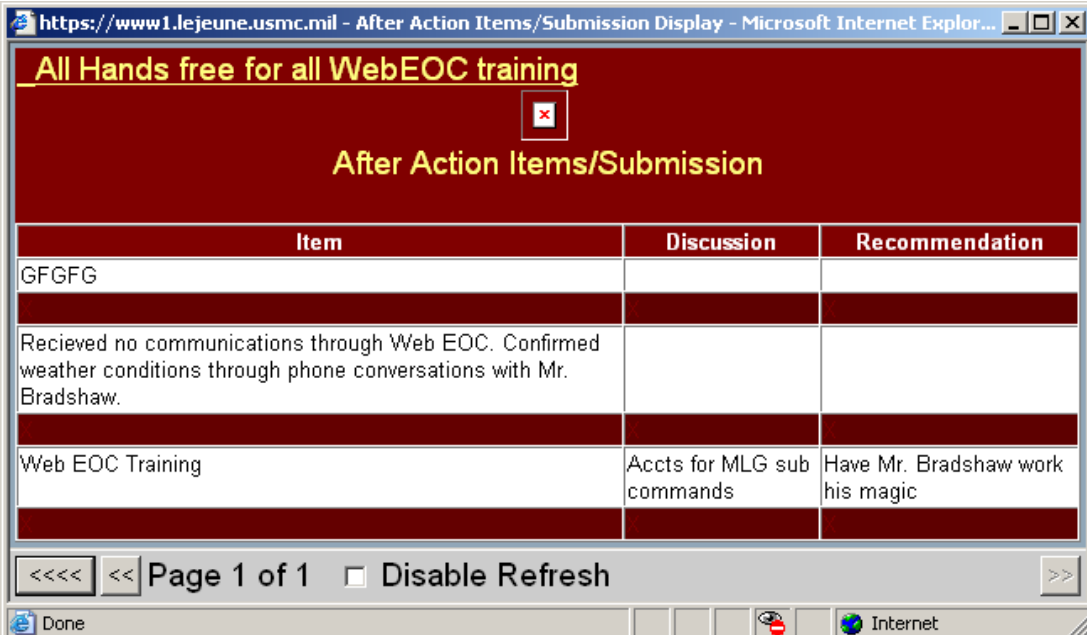 https://www1.lejeune.usmc.mil - After Action Items/Submission Display - Microsoft Internet Explor...
_All Hands free for all WebEOC training
After Action Items/Submission
Item Discussion Recommendation
GFGFG
Recieved no communications through Web EOC. Confirmed
weather conditions through phone conversations with Mr.
Bradshaw.
Web EOC Training Accts for MLG sub Have Mr. Bradshaw work
commands his magic
<<<< << Page 1 of 1 Disable Refresh >>
Done Internet